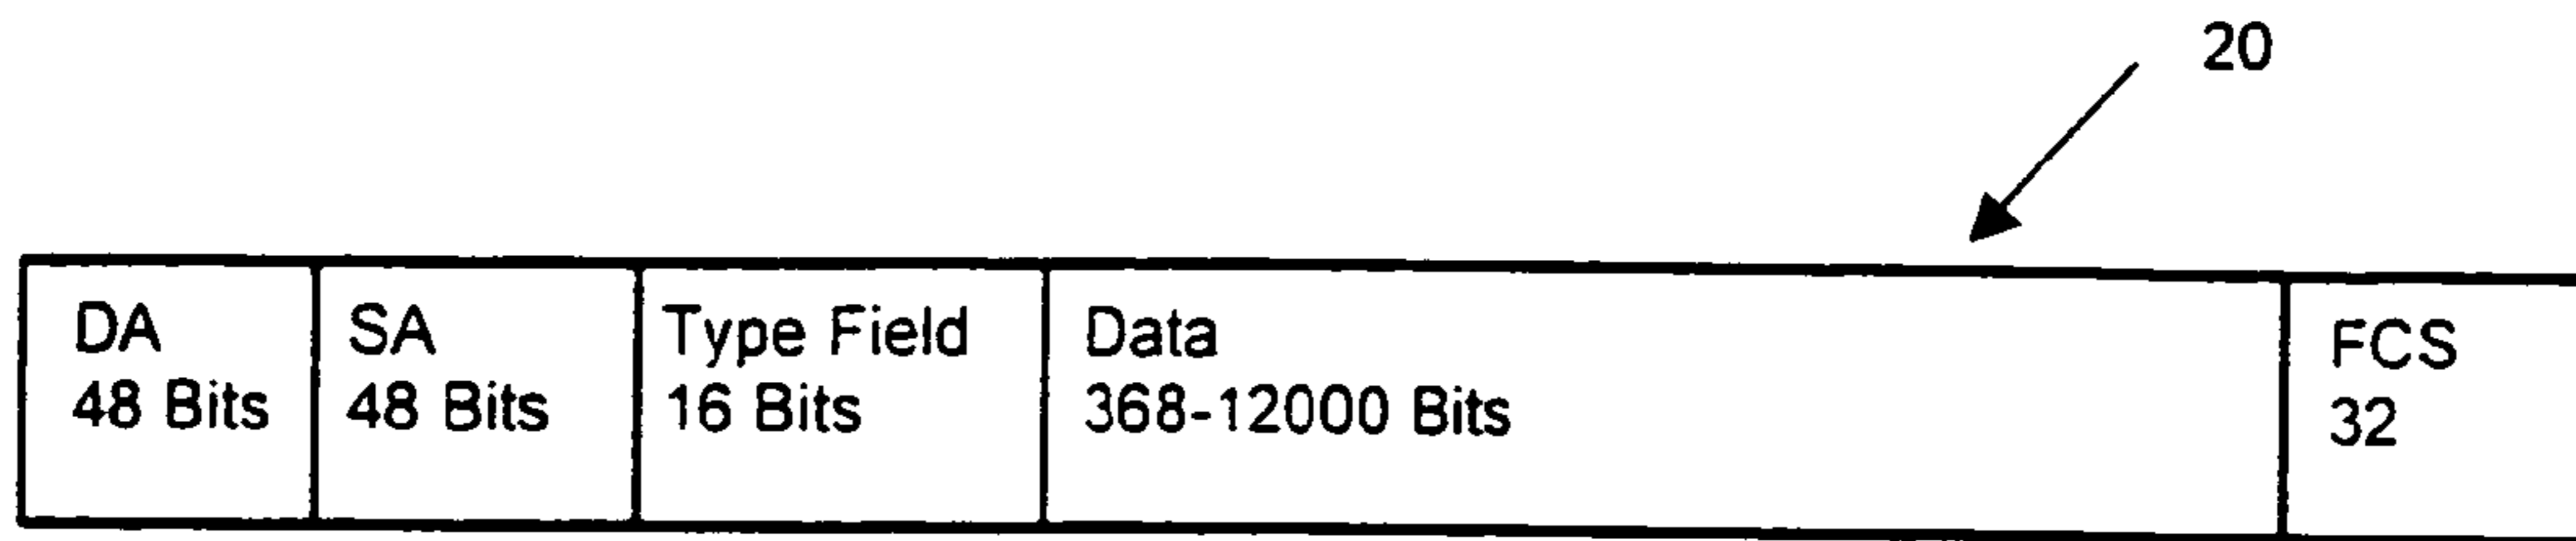 20
DA
48 Bits
SA
48 Bits
Type Field
16 Bits
Data
368-12000 Bits
FCS
32